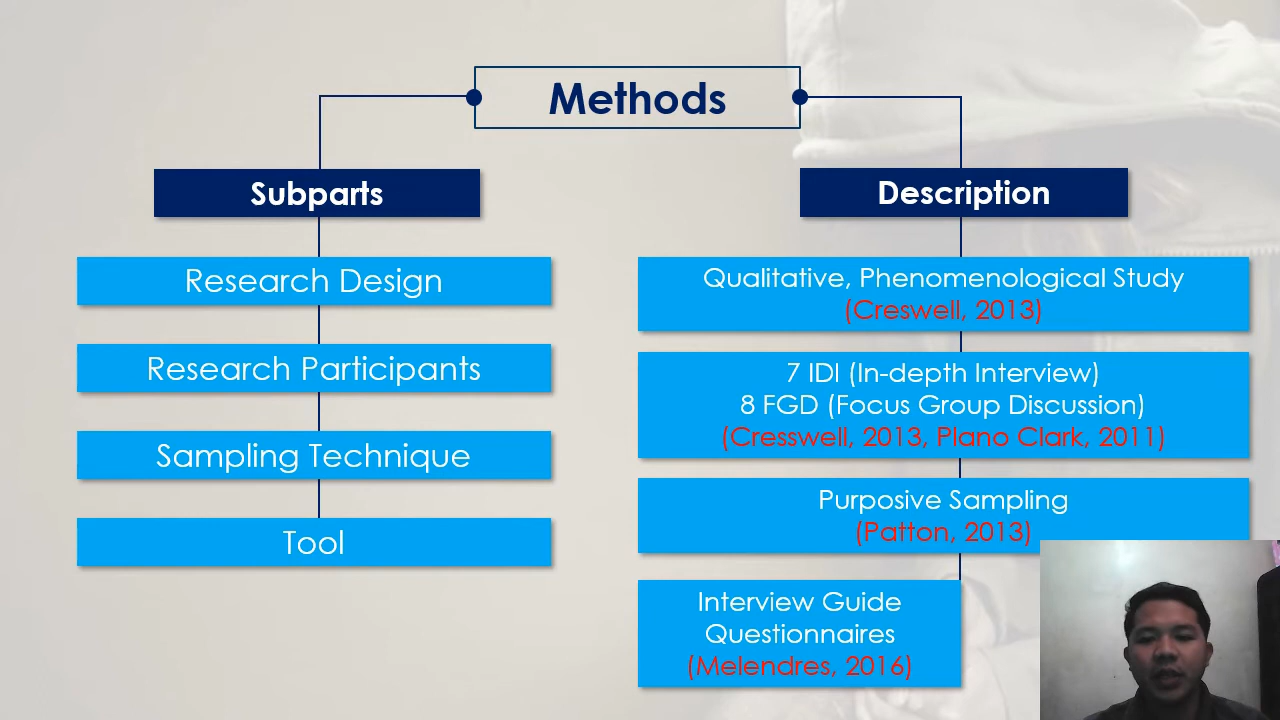 Methods
Subparts
Description
Research Design
Research Participants
Sampling Technique
Tool
Qualitative, Phenomenological Study
(Creswell, 2013)
7 IDI (In-depth Interview)
8 FGD (Focus Group Discussion)
(Cresswell, 2013, Plano Clark, 2011)
Purposive Sampling
(Patton, 2013)
Interview Guide
Questionnaires
(Melendres, 2016)